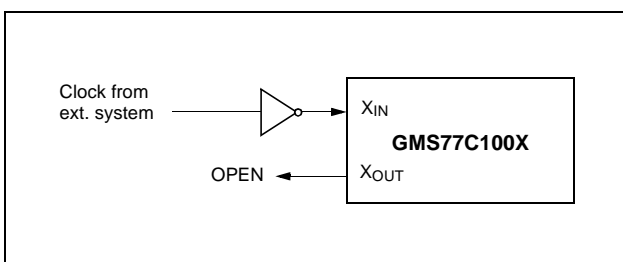 Clock from
ext. system
XIN
GMS77C100X
OPEN
XOUT